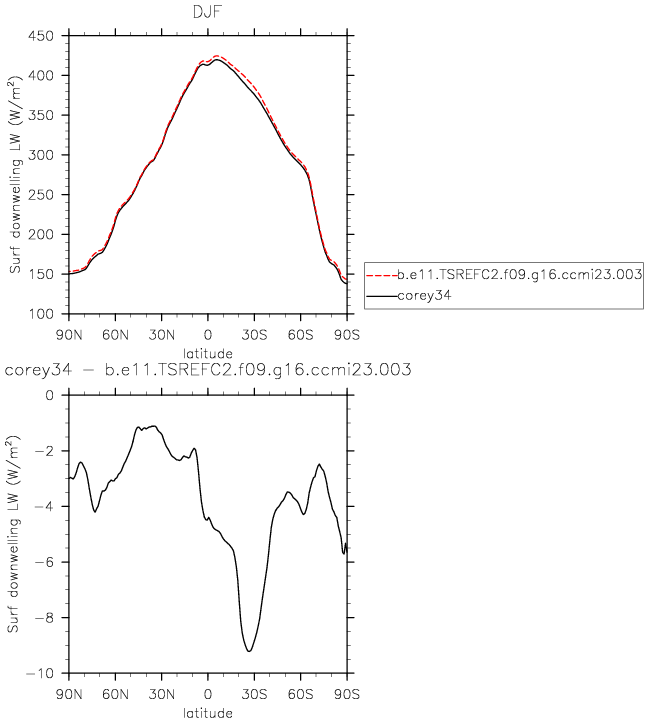 DJF
450
400
350
300
250
200
150
100
Surf downwelling LW (W/m²)
90N 60N 30N 0 30S 60S 90S
latitude
b.e11.TSREFC2.f09.g16.ccmi23.003
corey34
corey34 – b.e11.TSREFC2.f09.g16.ccmi23.003
0
−2
−4
−6
−8
−10
Surf downwelling LW (W/m²)
90N 60N 30N 0 30S 60S 90S
latitude